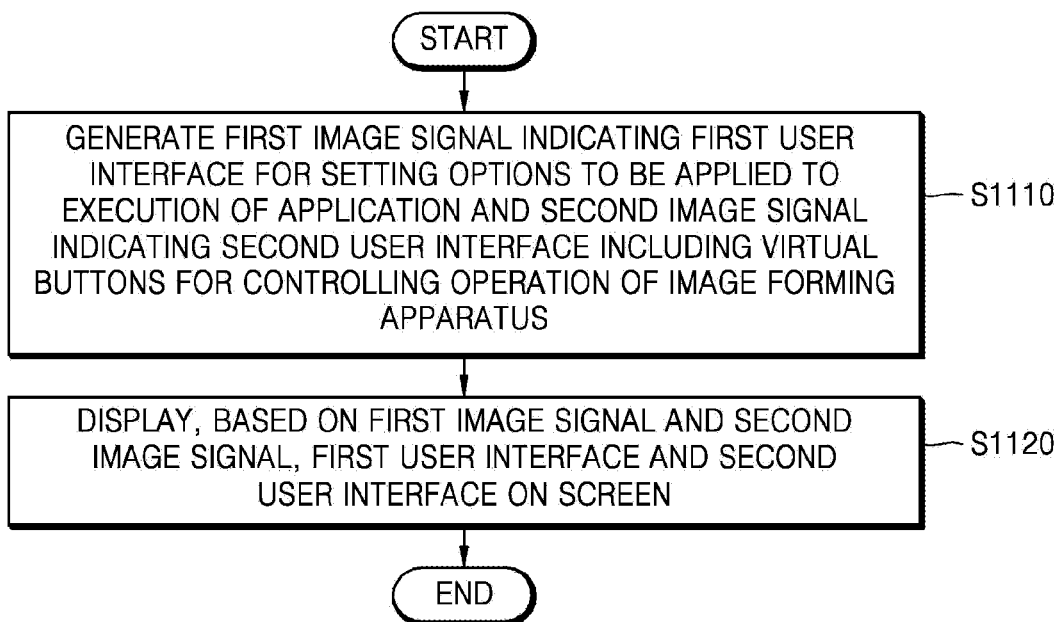 START
GENERATE FIRST IMAGE SIGNAL INDICATING FIRST USER
INTERFACE FOR SETTING OPTIONS TO BE APPLIED TO
EXECUTION OF APPLICATION AND SECOND IMAGE SIGNAL
INDICATING SECOND USER INTERFACE INCLUDING VIRTUAL
BUTTONS FOR CONTROLLING OPERATION OF IMAGE FORMING
APPARATUS
S1110
DISPLAY, BASED ON FIRST IMAGE SIGNAL AND SECOND
IMAGE SIGNAL, FIRST USER INTERFACE AND SECOND
USER INTERFACE ON SCREEN
S1120
END